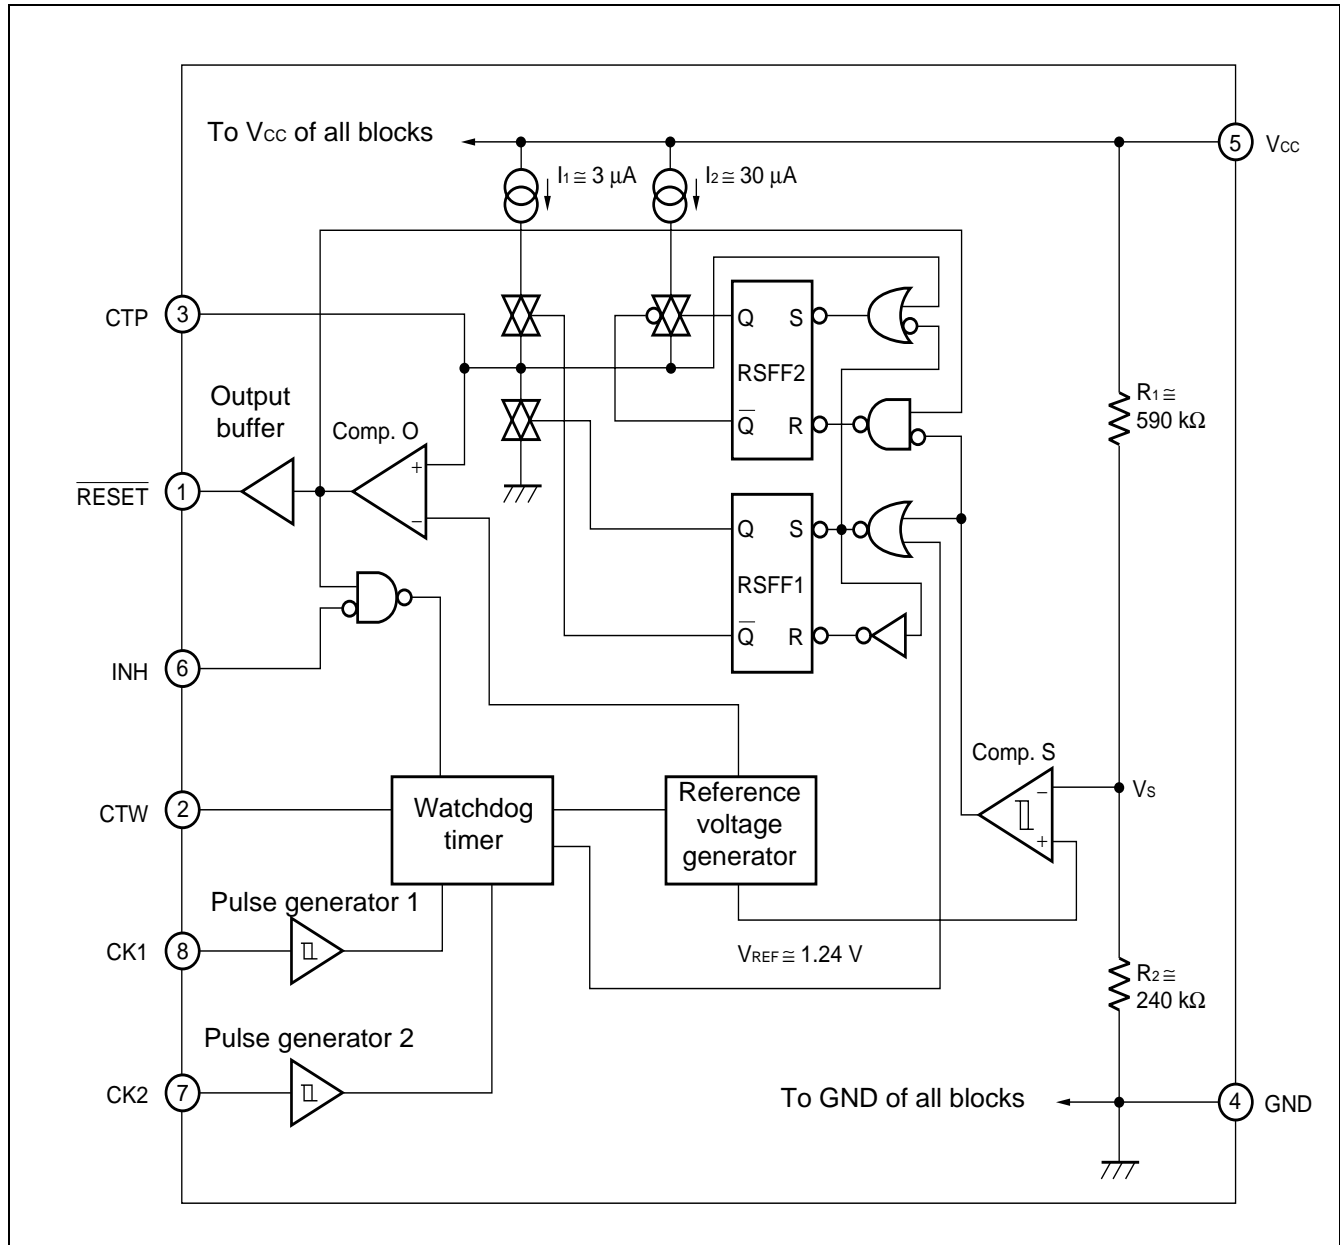 To VCC of all blocks
5
VCC
I1 ≅ 3 µA
I2 ≅ 30 µA
CTP
3
Q
S
RSFF2
Q̅
R
R1 ≅
590 kΩ
Output
buffer
Comp. O
+
−
R̅E̅S̅E̅T̅
1
Q
S
RSFF1
Q̅
R
INH
6
Comp. S
−
+
VS
CTW
2
Watchdog
timer
Reference
voltage
generator
Pulse generator 1
CK1
8
VREF ≅ 1.24 V
R2 ≅
240 kΩ
Pulse generator 2
CK2
7
To GND of all blocks
4
GND